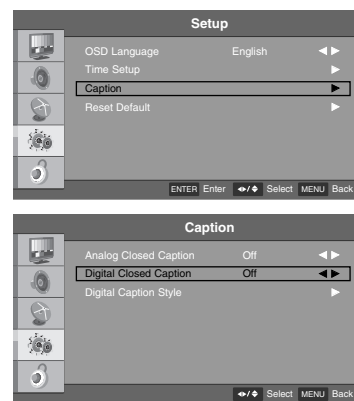 Setup
OSD Language English ◀ ▶
Time Setup ▶
Caption ▶
Reset Default ▶
ENTER Enter Select MENU Back
Caption
Analog Closed Caption Off ◀ ▶
Digital Closed Caption Off ◀ ▶
Digital Caption Style ▶
Select MENU Back